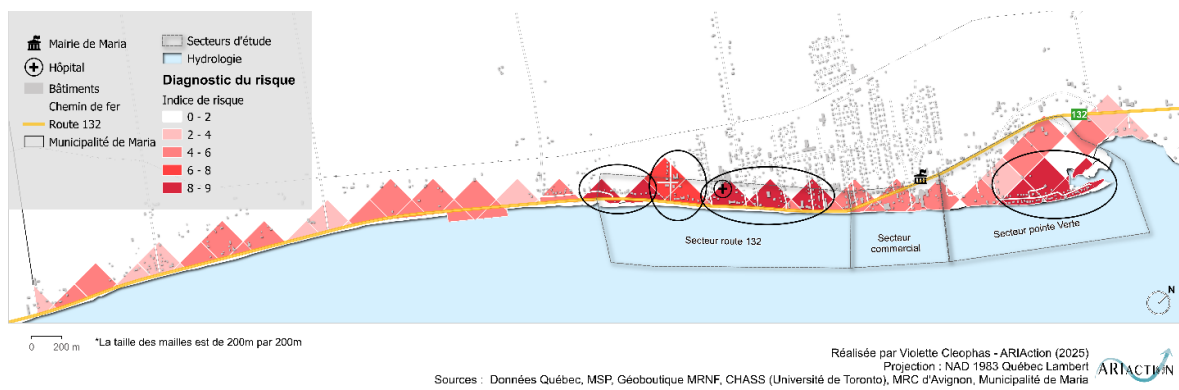 Mairie de Maria
Hôpital
Bâtiments
Chemin de fer
Route 132
Municipalité de Maria
Secteurs d'étude
Hydrologie
Diagnostic du risque
Indice de risque
0 - 2
2 - 4
4 - 6
6 - 8
8 - 9
132
Secteur route 132
Secteur
commercial
Secteur pointe Verte
N
0 200 m
*La taille des mailles est de 200m par 200m
Réalisée par Violette Cleophas - ARIAction (2025)
Projection : NAD 1983 Québec Lambert
Sources : Données Québec, MSP, Géoboutique MRNF, CHASS (Université de Toronto), MRC d'Avignon, Municipalité de Maria
ARIACTION